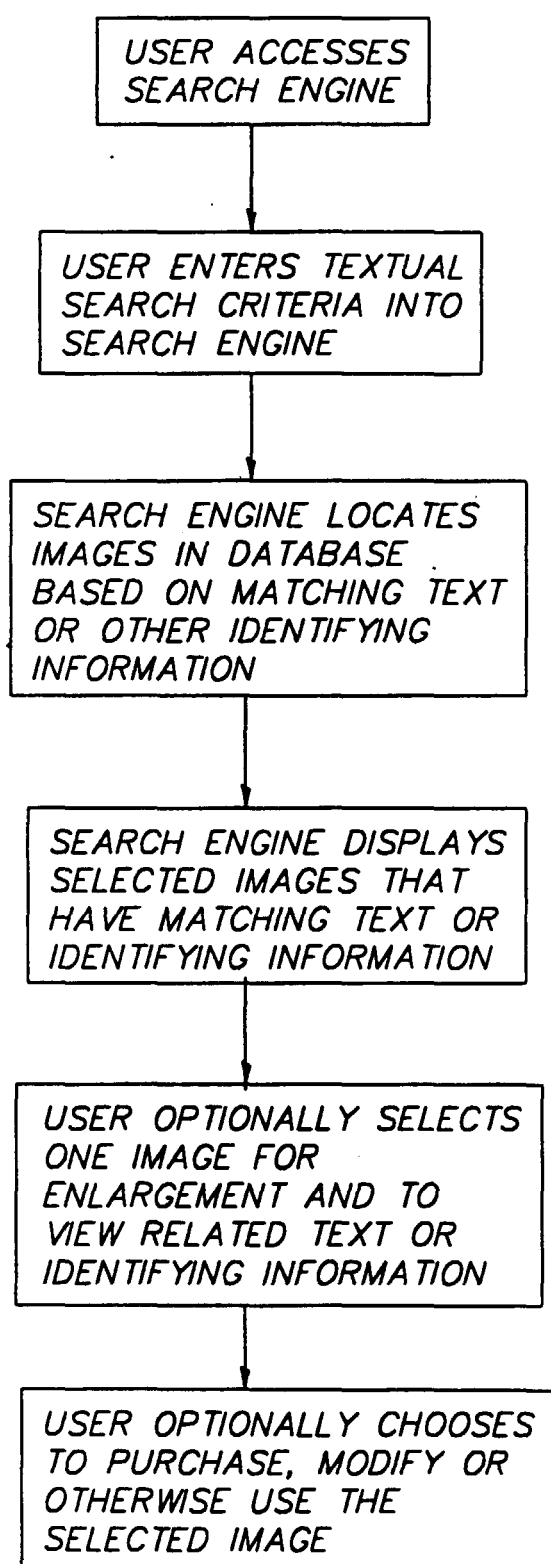 USER ACCESSES
SEARCH ENGINE
USER ENTERS TEXTUAL
SEARCH CRITERIA INTO
SEARCH ENGINE
SEARCH ENGINE LOCATES
IMAGES IN DATABASE
BASED ON MATCHING TEXT
OR OTHER IDENTIFYING
INFORMATION
SEARCH ENGINE DISPLAYS
SELECTED IMAGES THAT
HAVE MATCHING TEXT OR
IDENTIFYING INFORMATION
USER OPTIONALLY SELECTS
ONE IMAGE FOR
ENLARGEMENT AND TO
VIEW RELATED TEXT OR
IDENTIFYING INFORMATION
USER OPTIONALLY CHOOSES
TO PURCHASE, MODIFY OR
OTHERWISE USE THE
SELECTED IMAGE